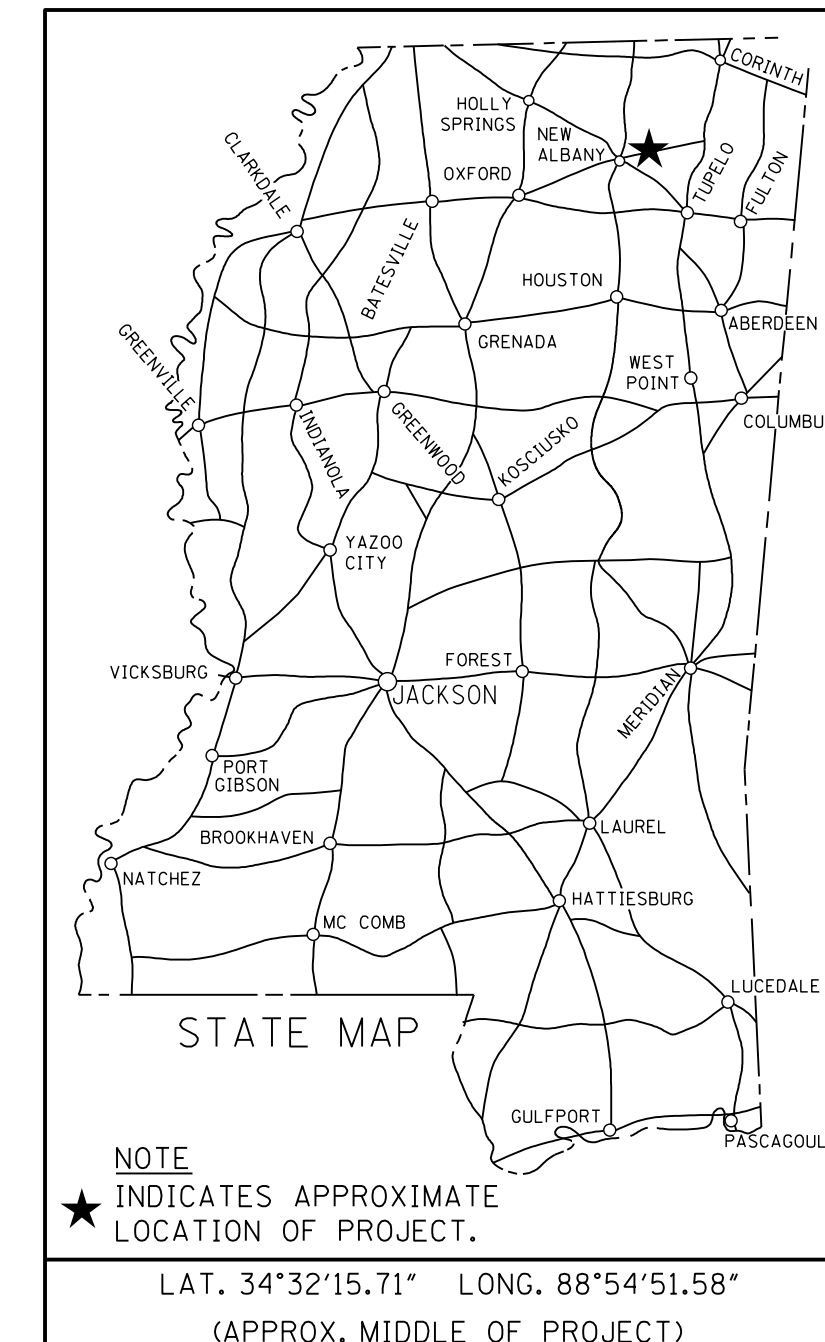 CORINTH
HOLLY
SPRINGS
NEW
ALBANY
CLARKDALE
OXFORD
TUPELO
FULTON
BATESVILLE
HOUSTON
ABERDEEN
GREENVILLE
GRENADA
WEST
POINT
COLUMBU
INDIANOLA
GREENWOOD
KOSCIUSKO
YAZOO
CITY
VICKSBURG
FOREST
JACKSON
MERIDIAN
PORT
GIBSON
BROOKHAVEN
LAUREL
NATCHEZ
HATTIESBURG
MC COMB
LUCEDALE
STATE MAP
GULFPORT
PASCAGOUL
NOTE
INDICATES APPROXIMATE
LOCATION OF PROJECT.
LAT. 34°32'15.71" LONG. 88°54'51.58"
(APPROX. MIDDLE OF PROJECT)